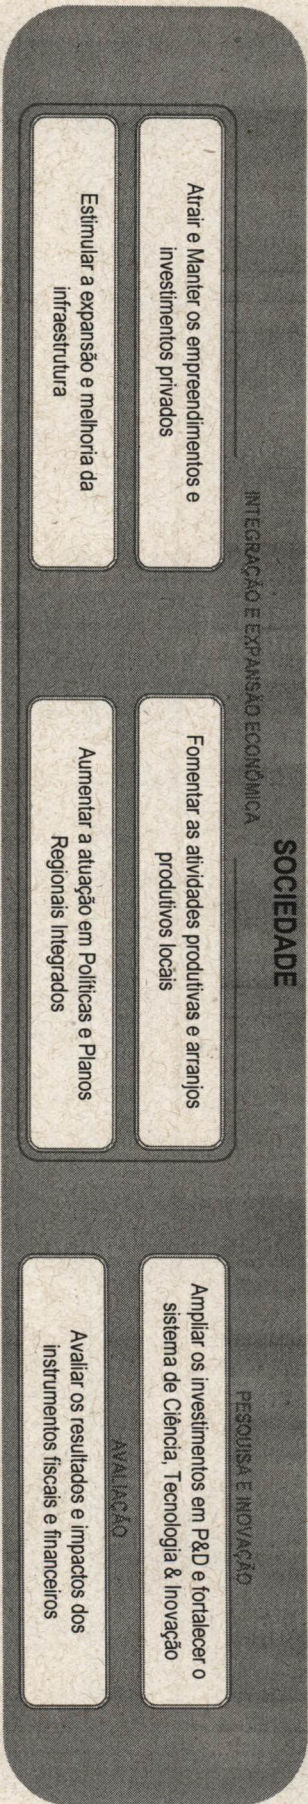 SOCIEDADE
INTEGRAÇÃO E EXPANSÃO ECONÔMICA
Atrair e Manter os empreendimentos e
investimentos privados
Fomentar as atividades produtivas e arranjos
produtivos locais
Estimular a expansão e melhoria da
infraestrutura
Aumentar a atuação em Políticas e Planos
Regionais Integrados
PESQUISA E INOVAÇÃO
Ampliar os investimentos em P&D e fortalecer o
sistema de Ciência, Tecnologia & Inovação
AVALIAÇÃO
Avaliar os resultados e impactos dos
instrumentos fiscais e financeiros